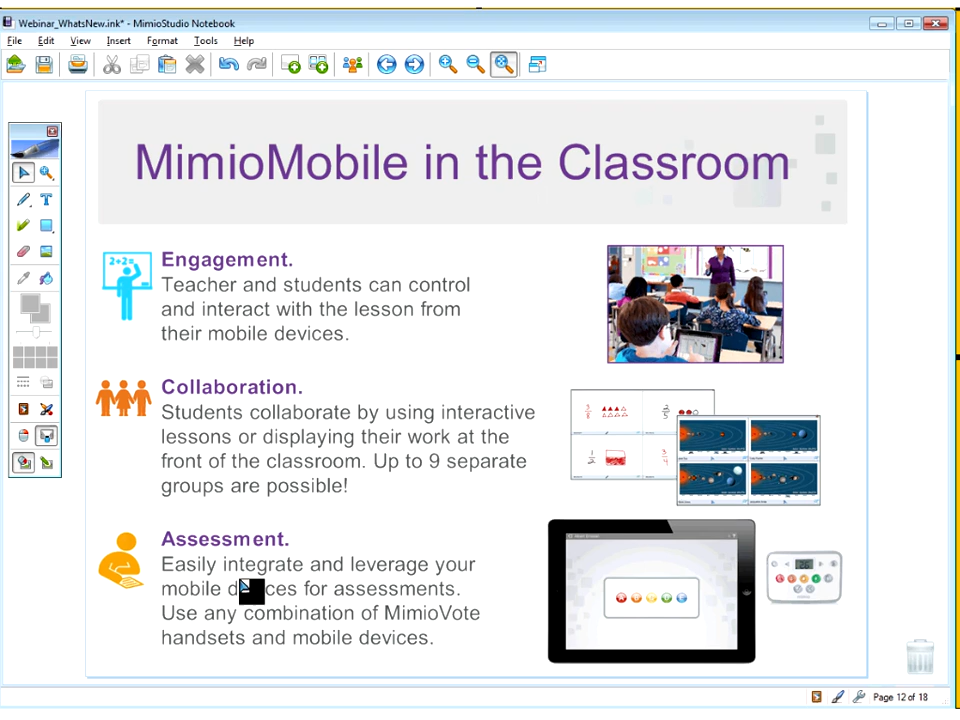 Webinar_WhatsNew.ink* - MimioStudio Notebook
File Edit View Insert Format Tools Help
MimioMobile in the Classroom
2+2=
Engagement.
Teacher and students can control
and interact with the lesson from
their mobile devices.
Collaboration.
Students collaborate by using interactive
lessons or displaying their work at the
front of the classroom. Up to 9 separate
groups are possible!
Assessment.
Easily integrate and leverage your
mobile d ces for assessments.
Use any combination of MimioVote
handsets and mobile devices.
Page 12 of 18